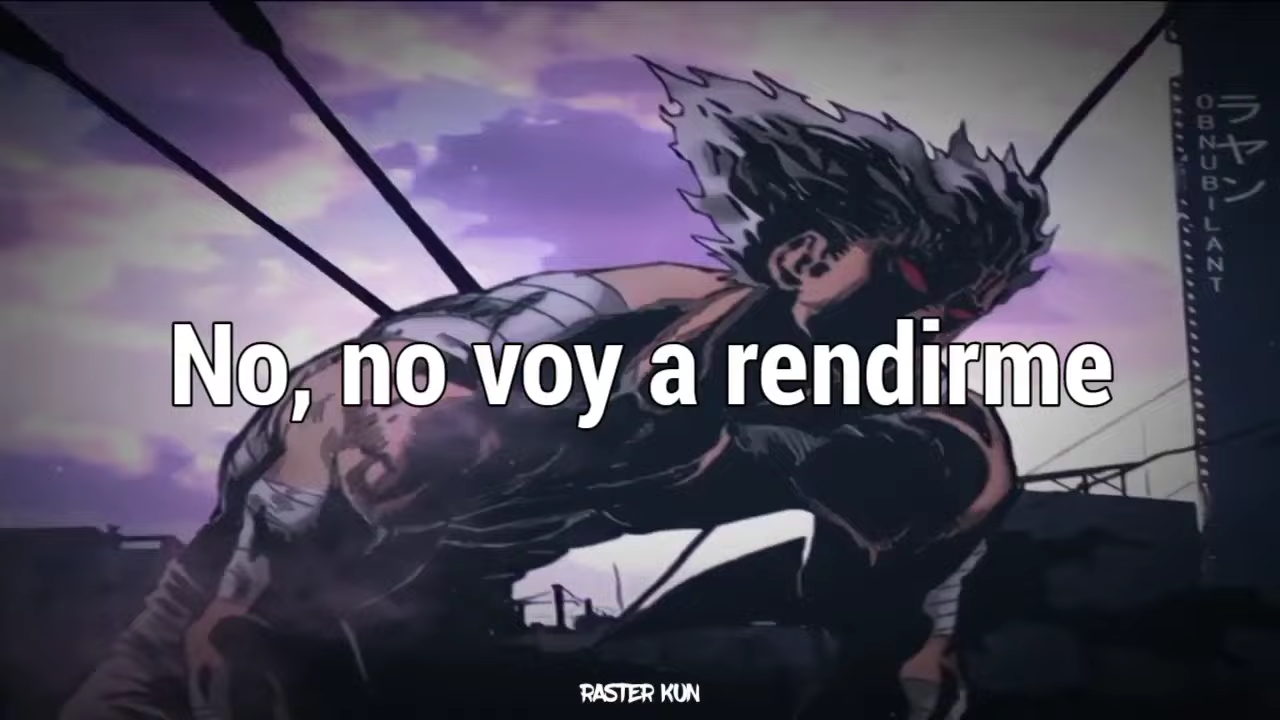 No, no voy a rendirme
ラヤン
OBNUBILANT
RASTER KUN